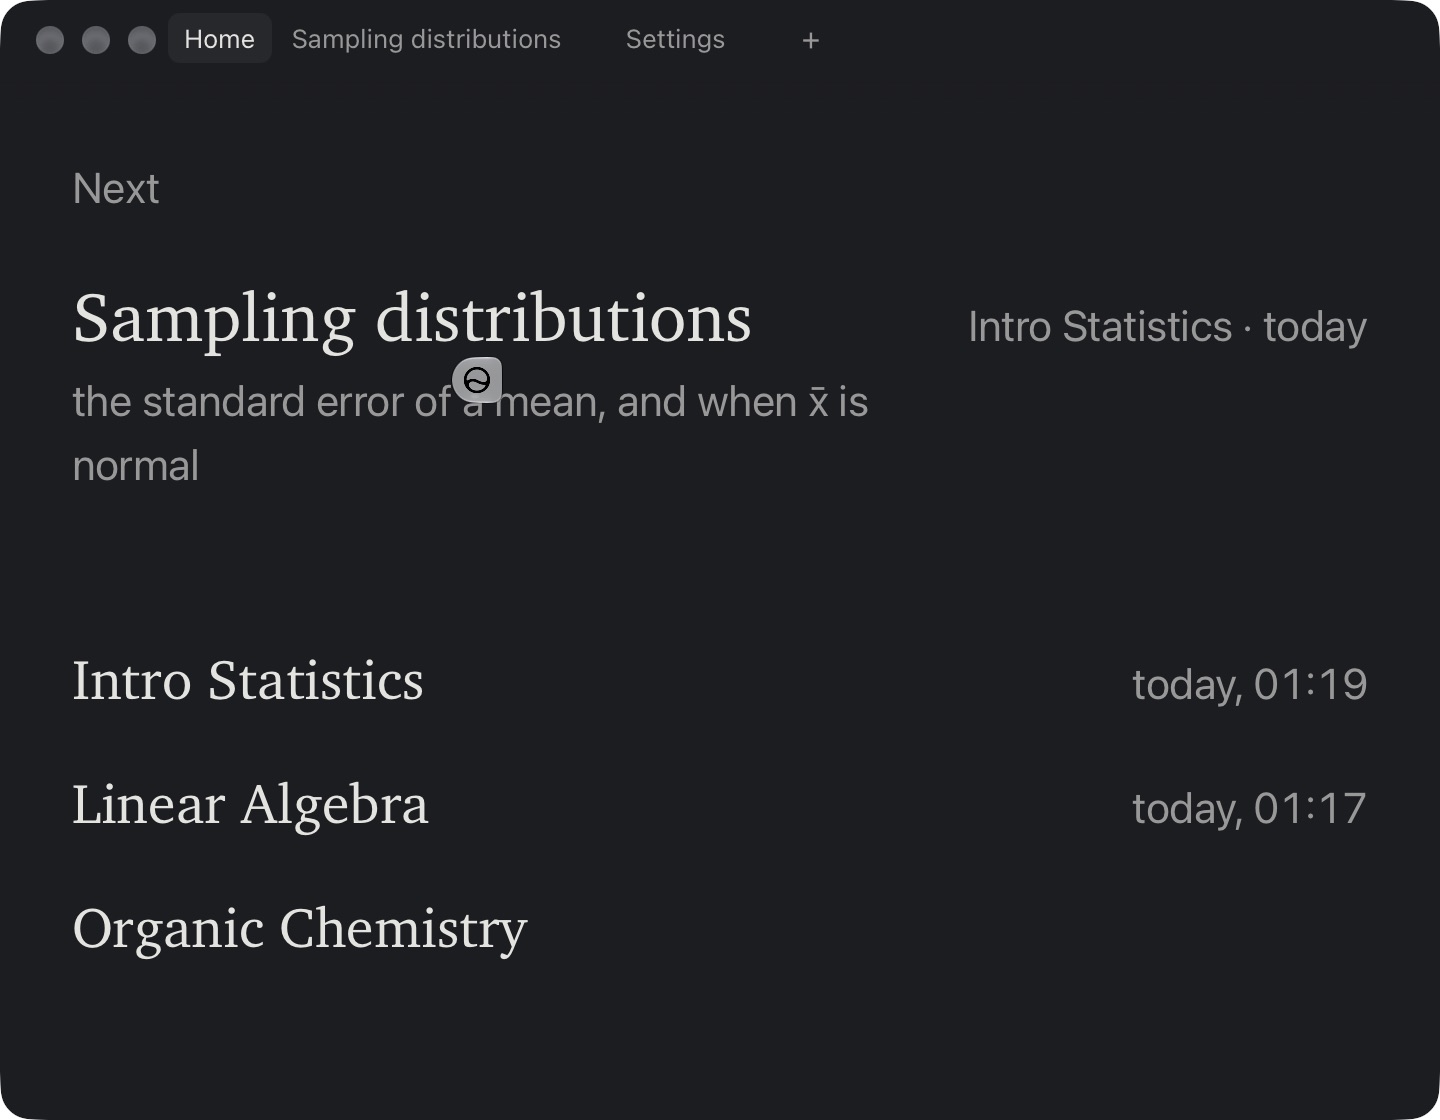 Home Sampling distributions Settings +
Next
Sampling distributions Intro Statistics · today
the standard error of a mean, and when x̄ is
normal
Intro Statistics today, 01:19
Linear Algebra today, 01:17
Organic Chemistry